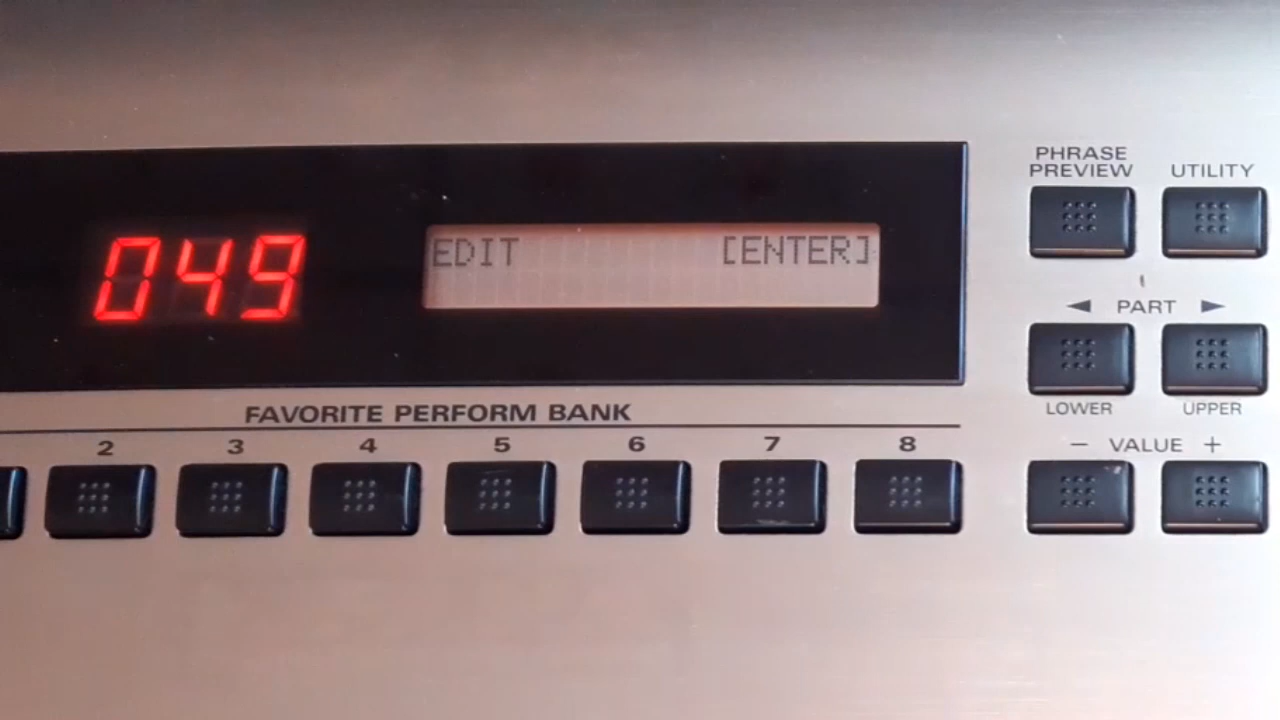 PHRASE
PREVIEW
UTILITY
049
EDIT [ENTER]
◄ PART ►
LOWER UPPER
FAVORITE PERFORM BANK
2 3 4 5 6 7 8
− VALUE +